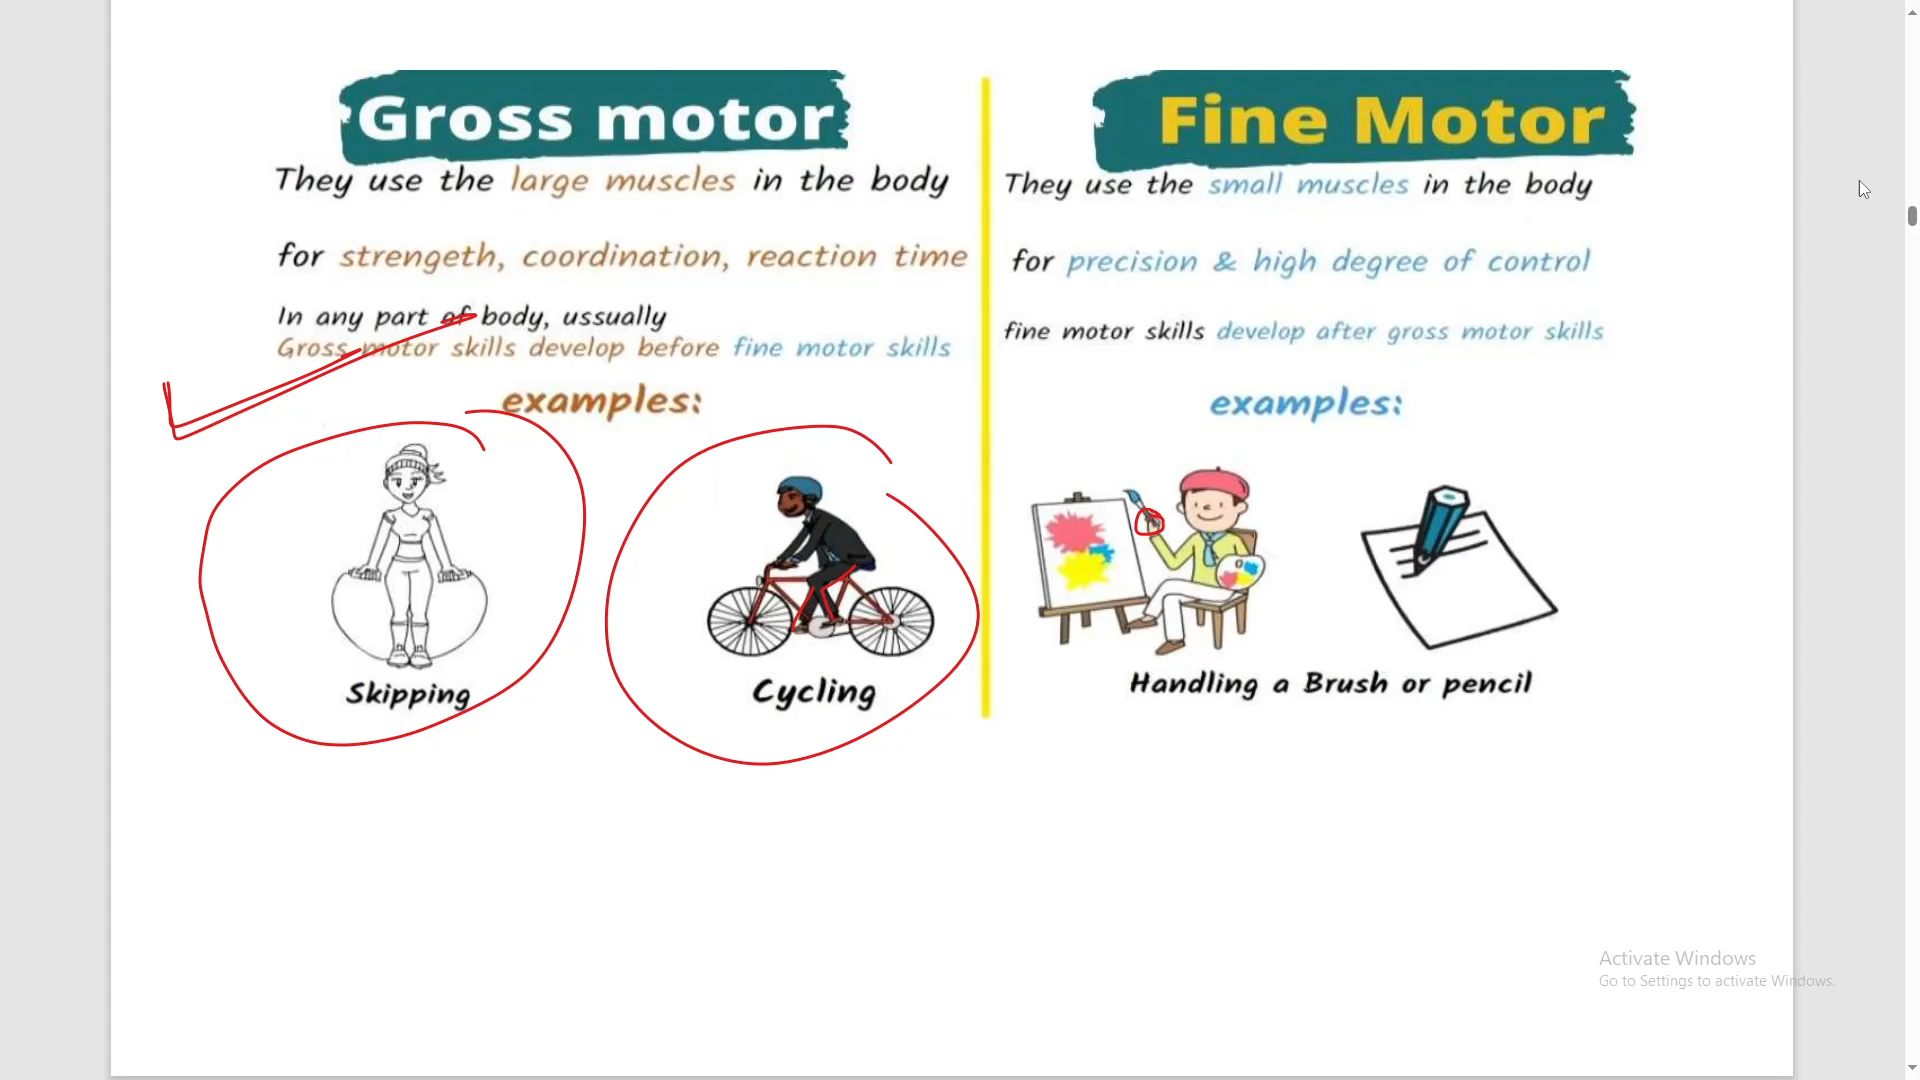 Gross motor
They use the large muscles in the body
for strengeth, coordination, reaction time
In any part of body, ussually
Gross motor skills develop before fine motor skills
examples:
Skipping
Cycling
Fine Motor
They use the small muscles in the body
for precision & high degree of control
fine motor skills develop after gross motor skills
examples:
Handling a Brush or pencil
Activate Windows
Go to Settings to activate Windows.